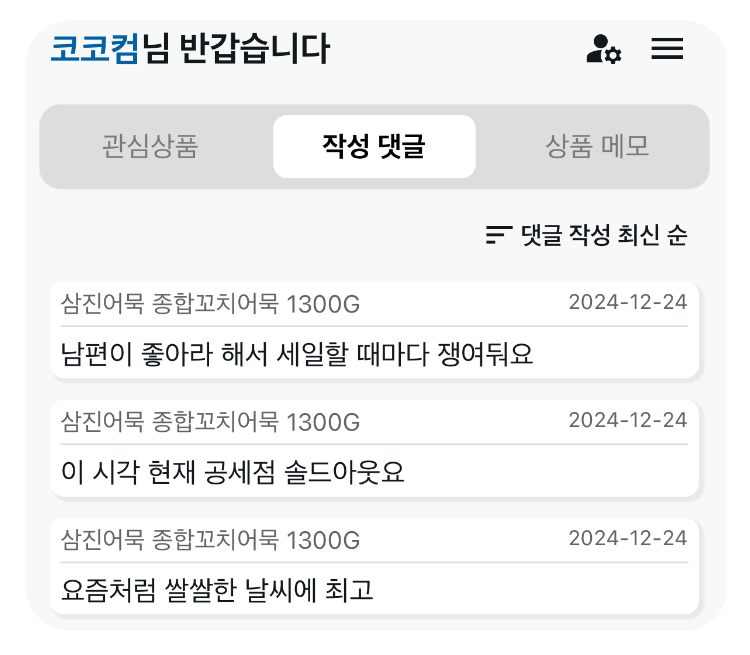 코코컴님 반갑습니다
관심상품 작성 댓글 상품 메모
댓글 작성 최신 순
삼진어묵 종합꼬치어묵 1300G 2024-12-24
남편이 좋아라 해서 세일할 때마다 쟁여둬요
삼진어묵 종합꼬치어묵 1300G 2024-12-24
이 시각 현재 공세점 솔드아웃요
삼진어묵 종합꼬치어묵 1300G 2024-12-24
요즘처럼 쌀쌀한 날씨에 최고